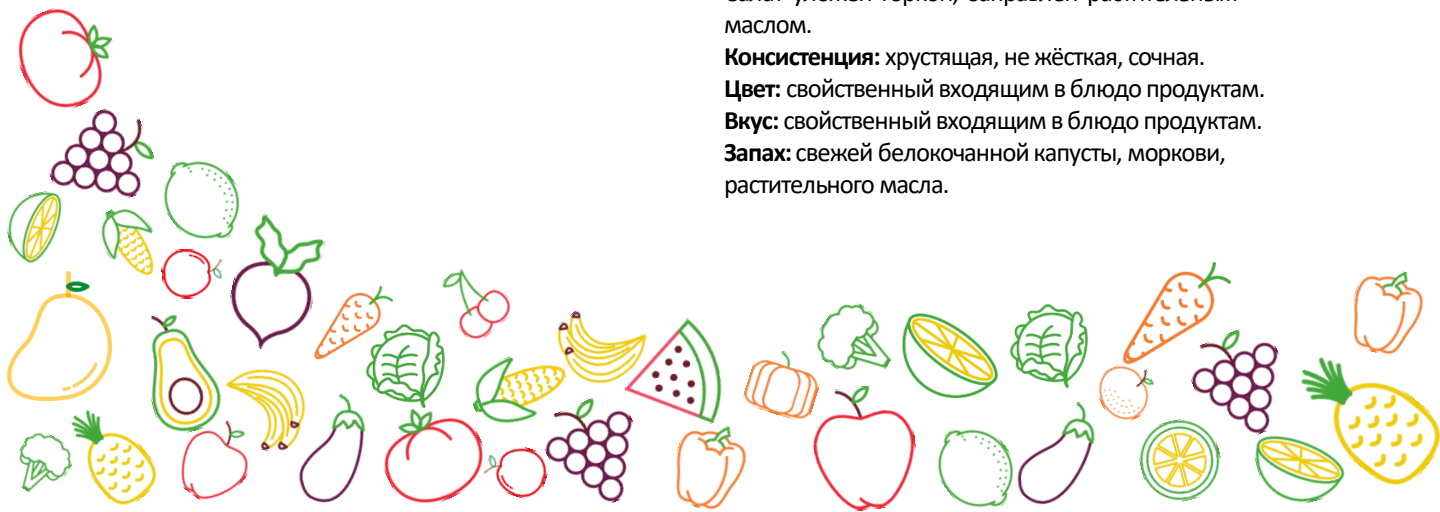 маслом.
Консистенция: хрустящая, не жёсткая, сочная.
Цвет: свойственный входящим в блюдо продуктам.
Вкус: свойственный входящим в блюдо продуктам.
Запах: свежей белокочанной капусты, моркови,
растительного масла.